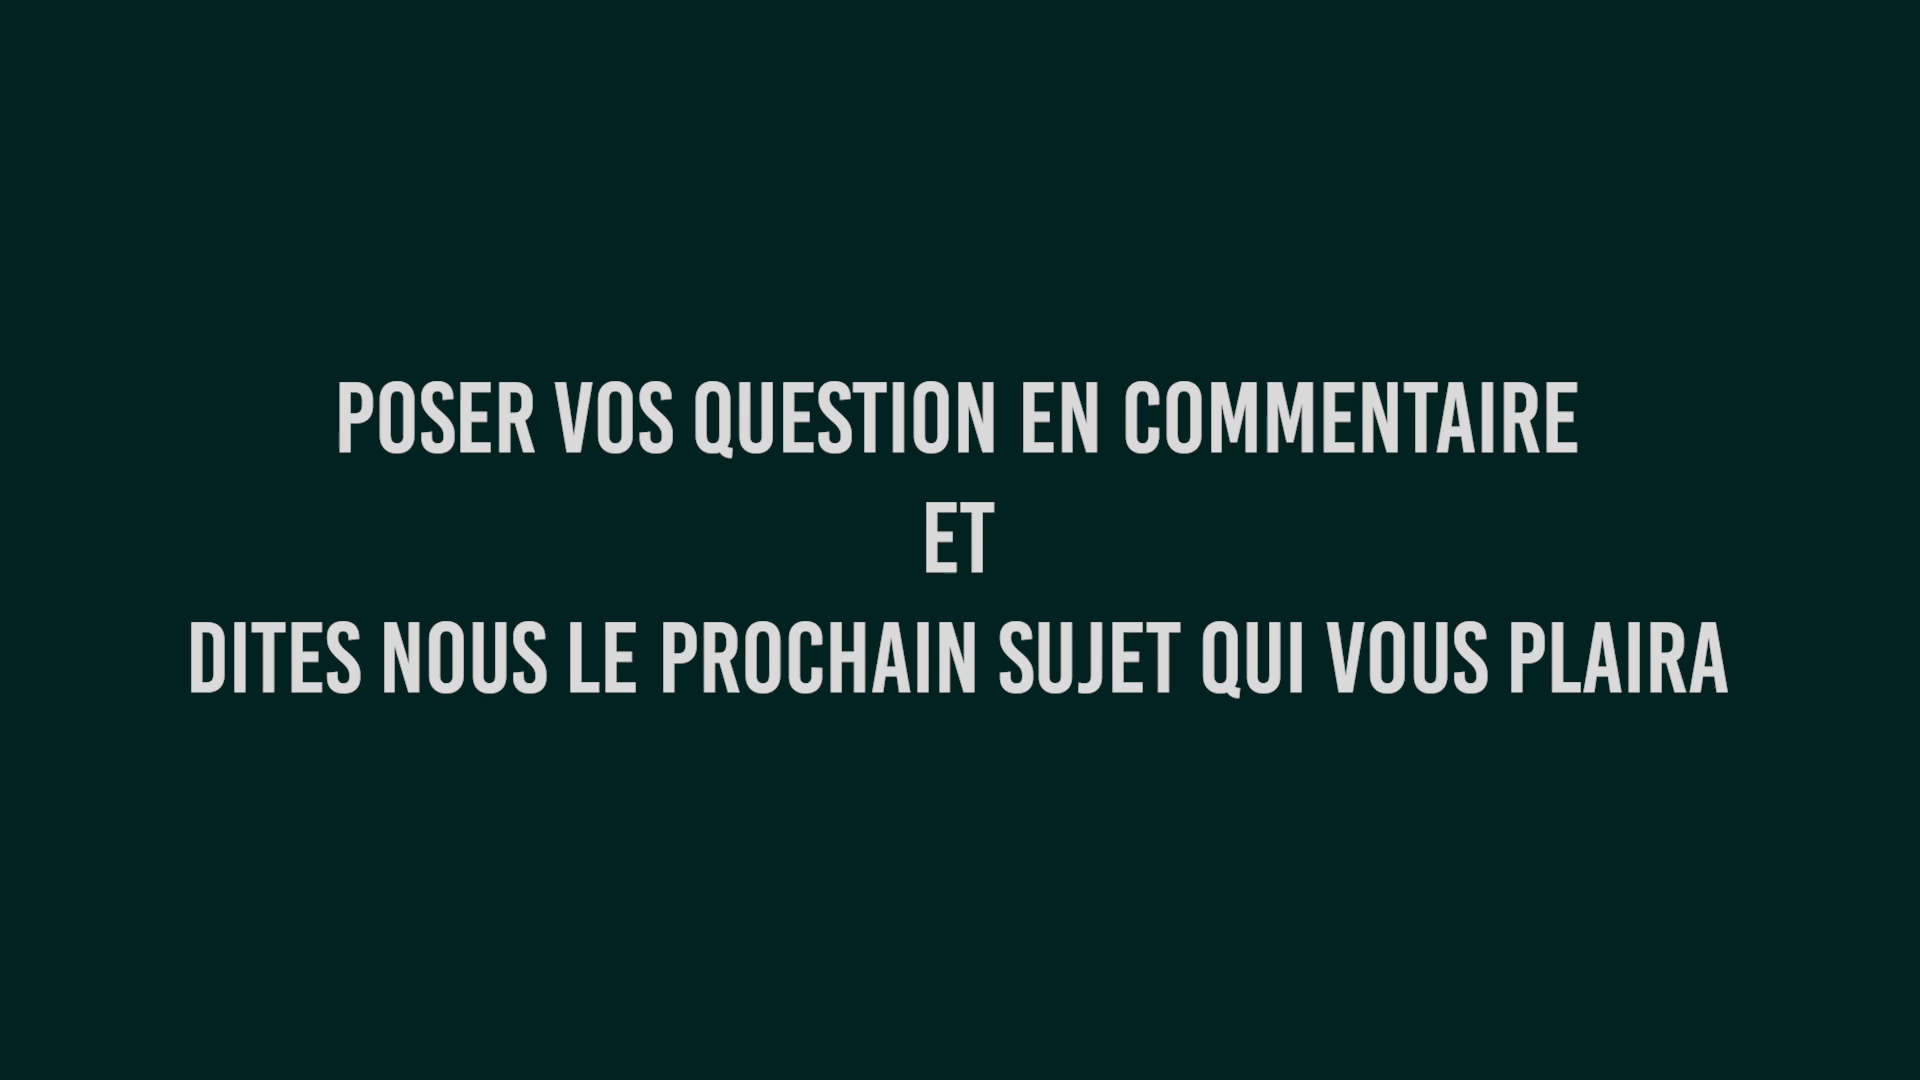 POSER VOS QUESTION EN COMMENTAIRE
ET
DITES NOUS LE PROCHAIN SUJET QUI VOUS PLAIRA